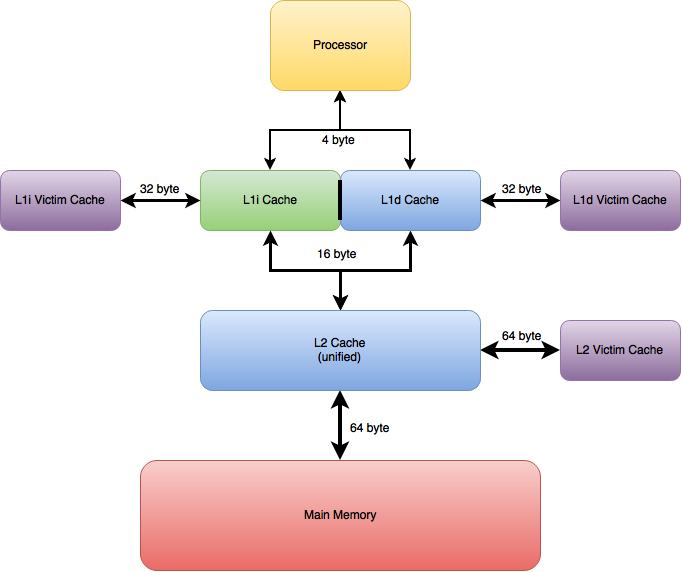 Processor
4 byte
L1i Victim Cache
32 byte
L1i Cache
L1d Cache
32 byte
L1d Victim Cache
16 byte
L2 Cache
(unified)
64 byte
L2 Victim Cache
64 byte
Main Memory